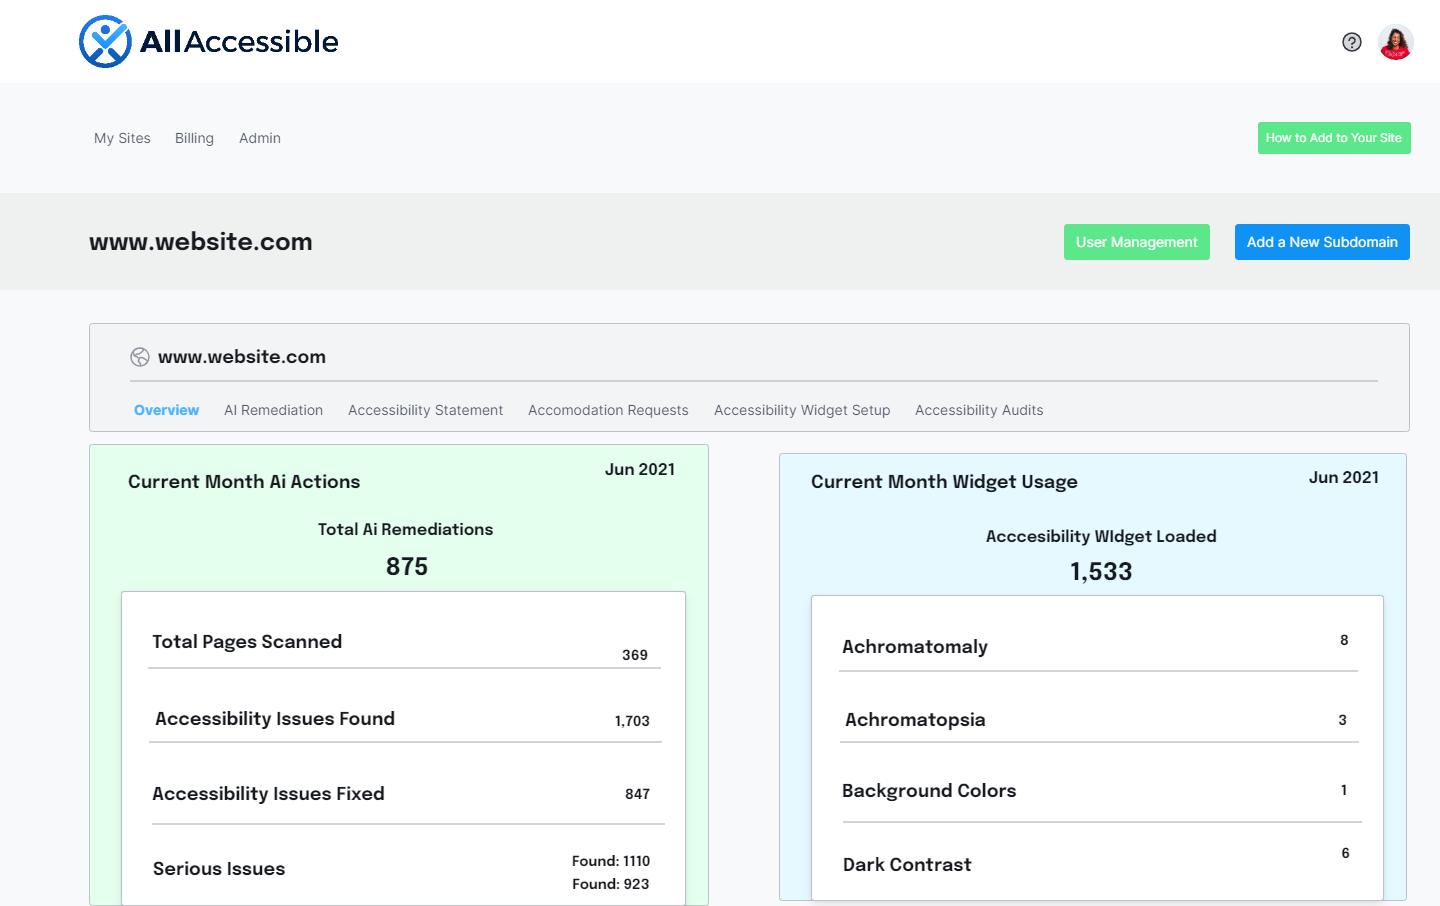 AllAccessible
My Sites Billing Admin
How to Add to Your Site
www.website.com
User Management
Add a New Subdomain
www.website.com
Overview AI Remediation Accessibility Statement Accomodation Requests Accessibility Widget Setup Accessibility Audits
Current Month Ai Actions
Jun 2021
Total Ai Remediations
875
Total Pages Scanned
369
Accessibility Issues Found
1,703
Accessibility Issues Fixed
847
Serious Issues
Found: 1110
Found: 923
Current Month Widget Usage
Jun 2021
Acccesibility WIdget Loaded
1,533
Achromatomaly
8
Achromatopsia
3
Background Colors
1
Dark Contrast
6